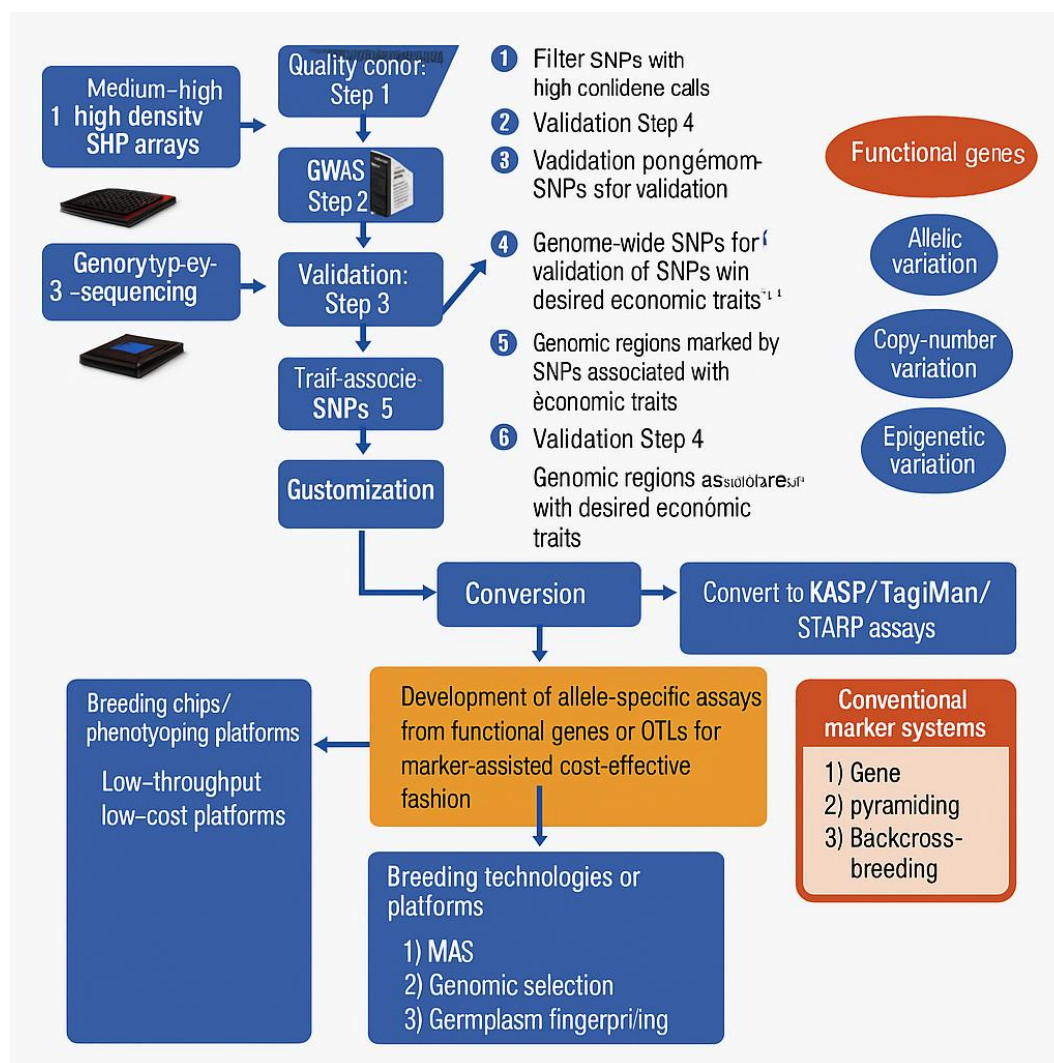 Medium-high
1 high density
SHP arrays
Quality conor:
Step 1
GWAS
Step 2
Genorytyp-ey-
3 -sequencing
Validation:
Step 3
Traif-associe-
SNPs 5
Gustomization
1 Filter SNPs with
high conlidene calls
2 Validation Step 4
3 Vadidation pongémom-
SNPs sfor validation
4 Genome-wide SNPs for
validation of SNPs win
desired economic traits
5 Genomic regions marked by
SNPs associated with
èconomic traits
6 Validation Step 4
Genomic regions
with desired económic
traits
Functional genes
Allelic
variation
Copy-number
variation
Epigenetic
variation
Conversion
Convert to KASP/TagiMan/
STARP assays
Breeding chips/
phenotyoping platforms
Low-throughput
low-cost platforms
Development of allele-specific assays
from functional genes or OTLs for
marker-assisted cost-effective
fashion
Conventional
marker systems
1) Gene
2) pyramiding
3) Backcross-
breeding
Breeding technologies or
platforms
1) MAS
2) Genomic selection
3) Germplasm fingerpri/ing